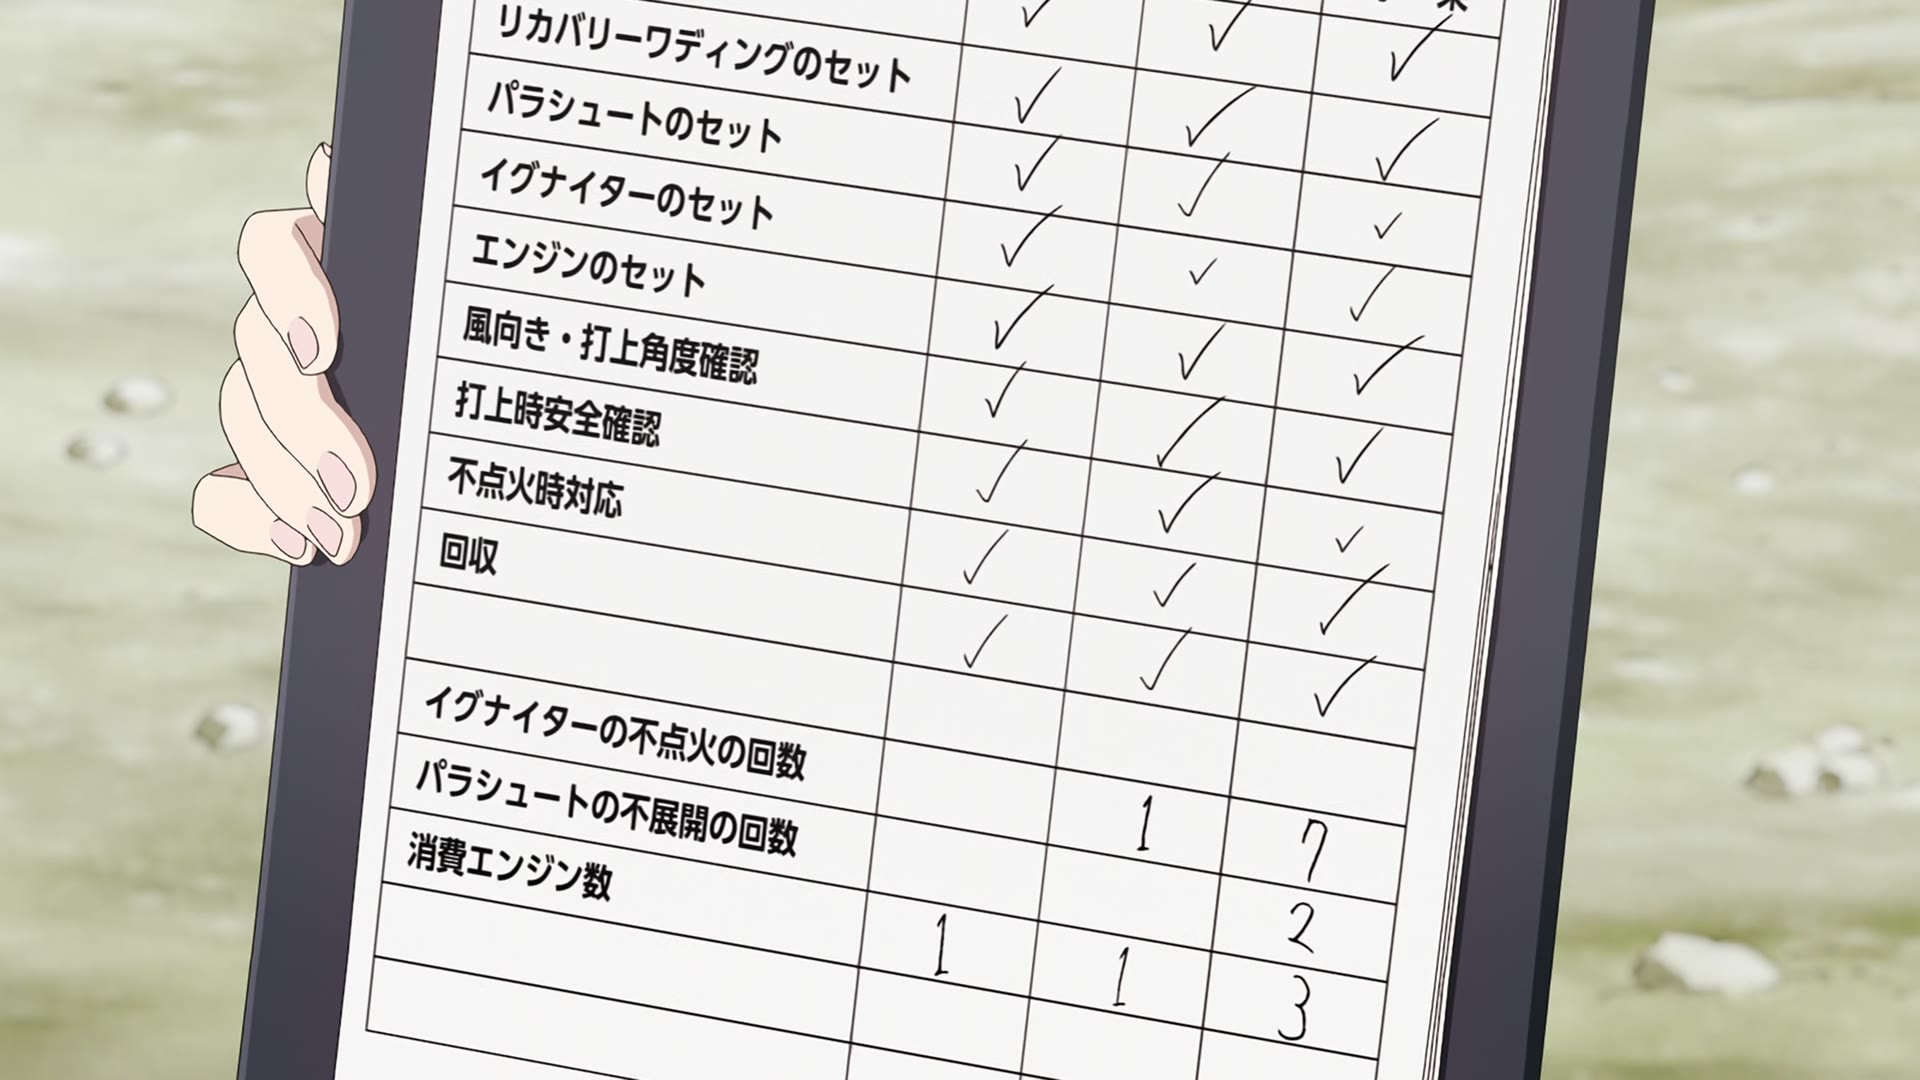 リカバリーワディングのセット ✓ ✓ ✓
パラシュートのセット ✓ ✓ ✓
イグナイターのセット ✓ ✓ ✓
エンジンのセット ✓ ✓ ✓
風向き・打上角度確認 ✓ ✓ ✓
打上時安全確認 ✓ ✓ ✓
不点火時対応 ✓ ✓ ✓
回収 ✓ ✓ ✓
イグナイターの不点火の回数 1 7
パラシュートの不展開の回数 2
消費エンジン数 1 1 3